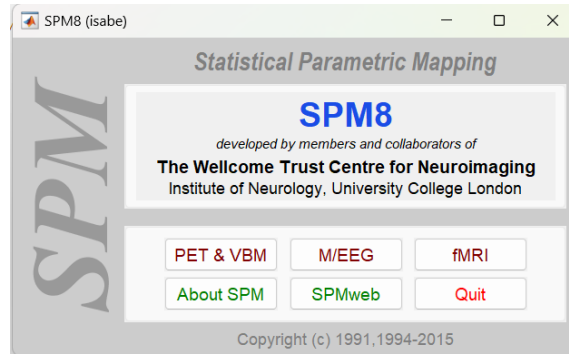 SPM8 (isabe)
Statistical Parametric Mapping
SPM
SPM8
developed by members and collaborators of
The Wellcome Trust Centre for Neuroimaging
Institute of Neurology, University College London
PET & VBM M/EEG fMRI
About SPM SPMweb Quit
Copyright (c) 1991,1994-2015